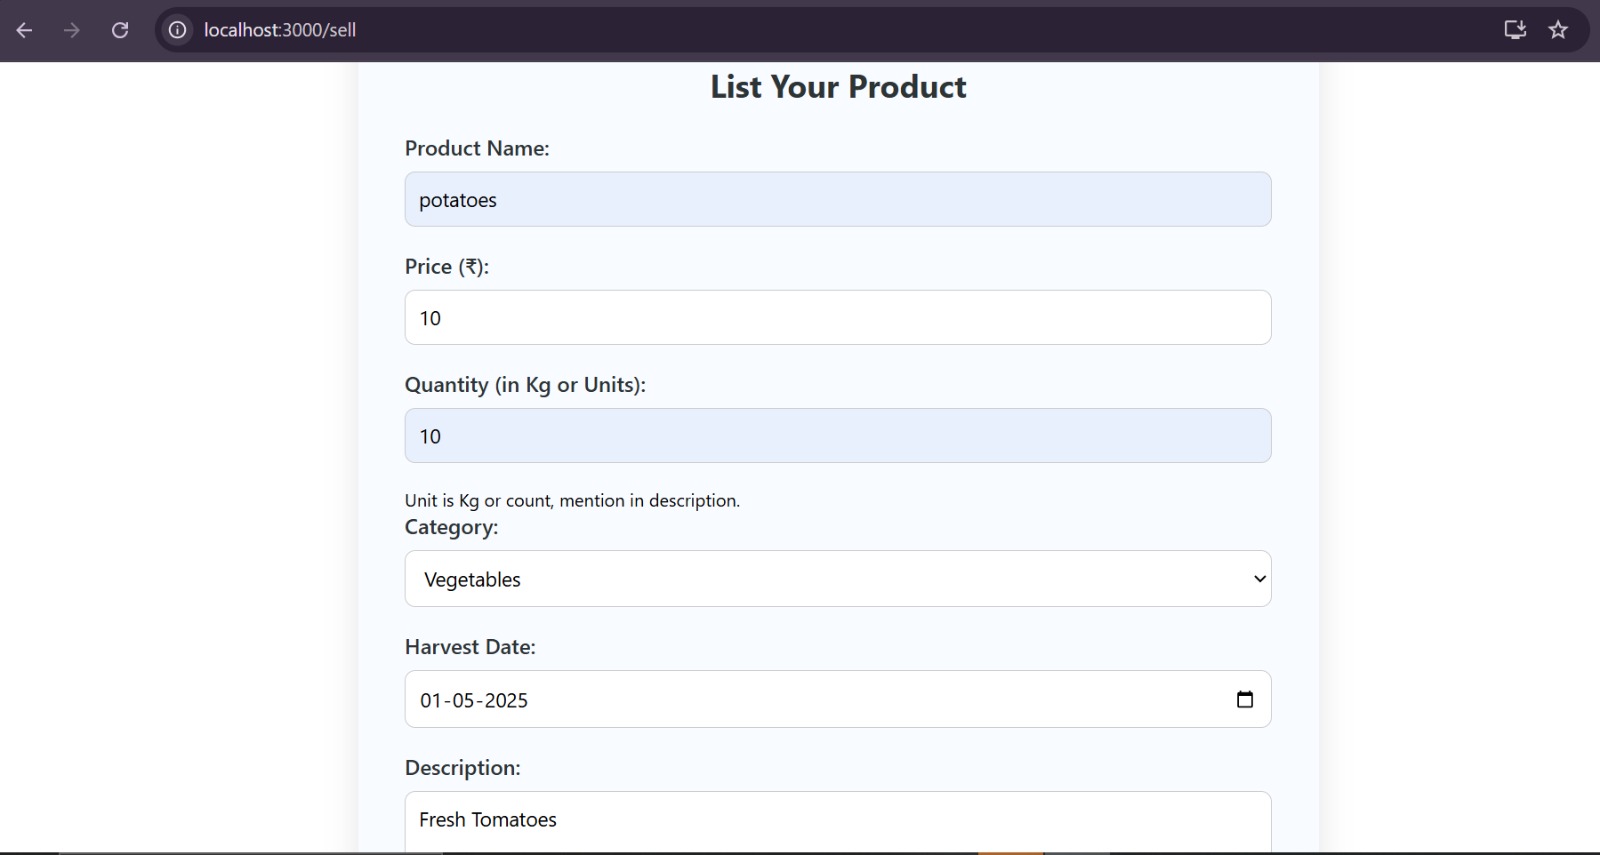 localhost:3000/sell
List Your Product
Product Name:
potatoes
Price (₹):
10
Quantity (in Kg or Units):
10
Unit is Kg or count, mention in description.
Category:
Vegetables
Harvest Date:
01-05-2025
Description:
Fresh Tomatoes